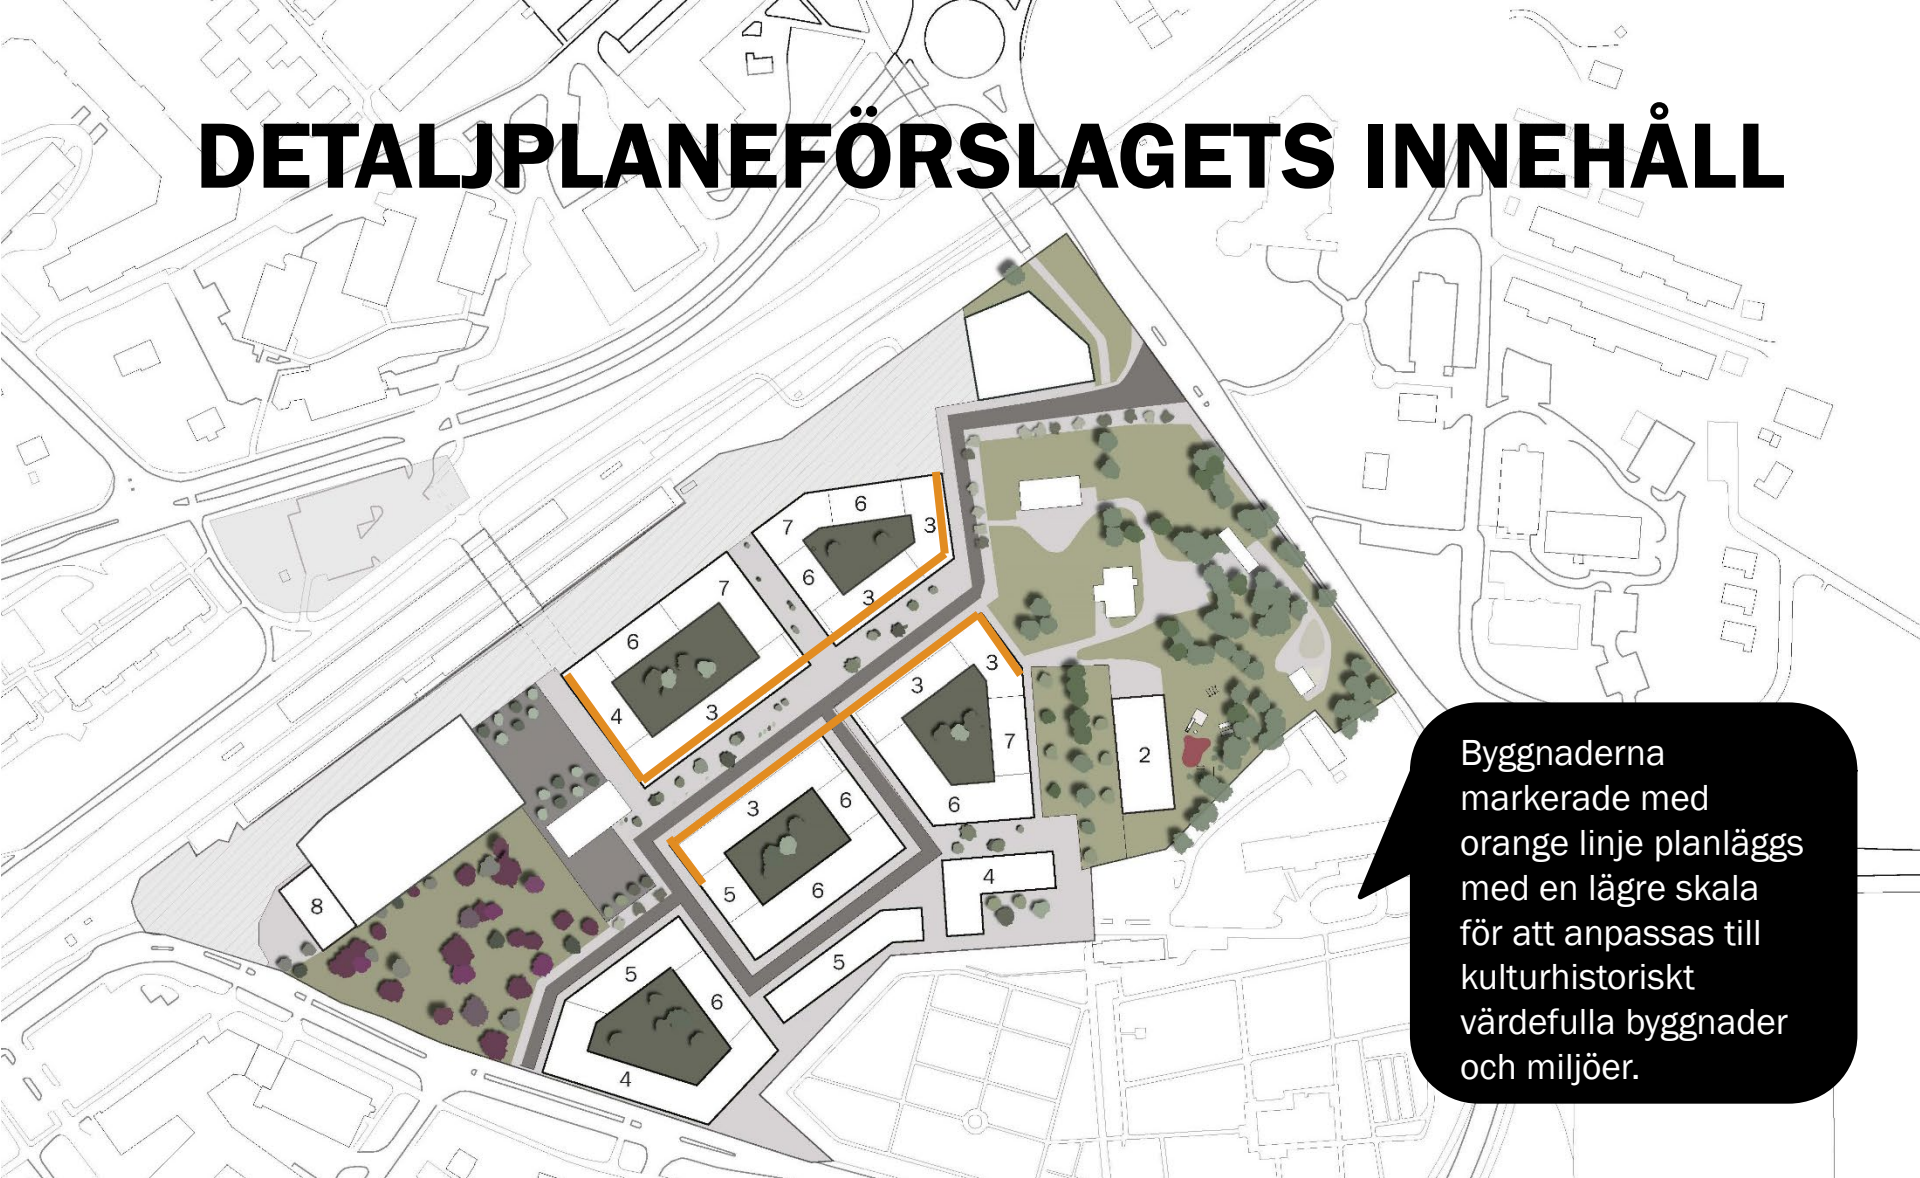 DETALJPLANEFÖRSLAGETS INNEHÅLL
6
7
3
6
3
7
6
4
3
3
3
7
6
2
3
6
5
6
4
8
5
5
6
4
Byggnaderna
markerade med
orange linje planläggs
med en lägre skala
för att anpassas till
kulturhistoriskt
värdefulla byggnader
och miljöer.